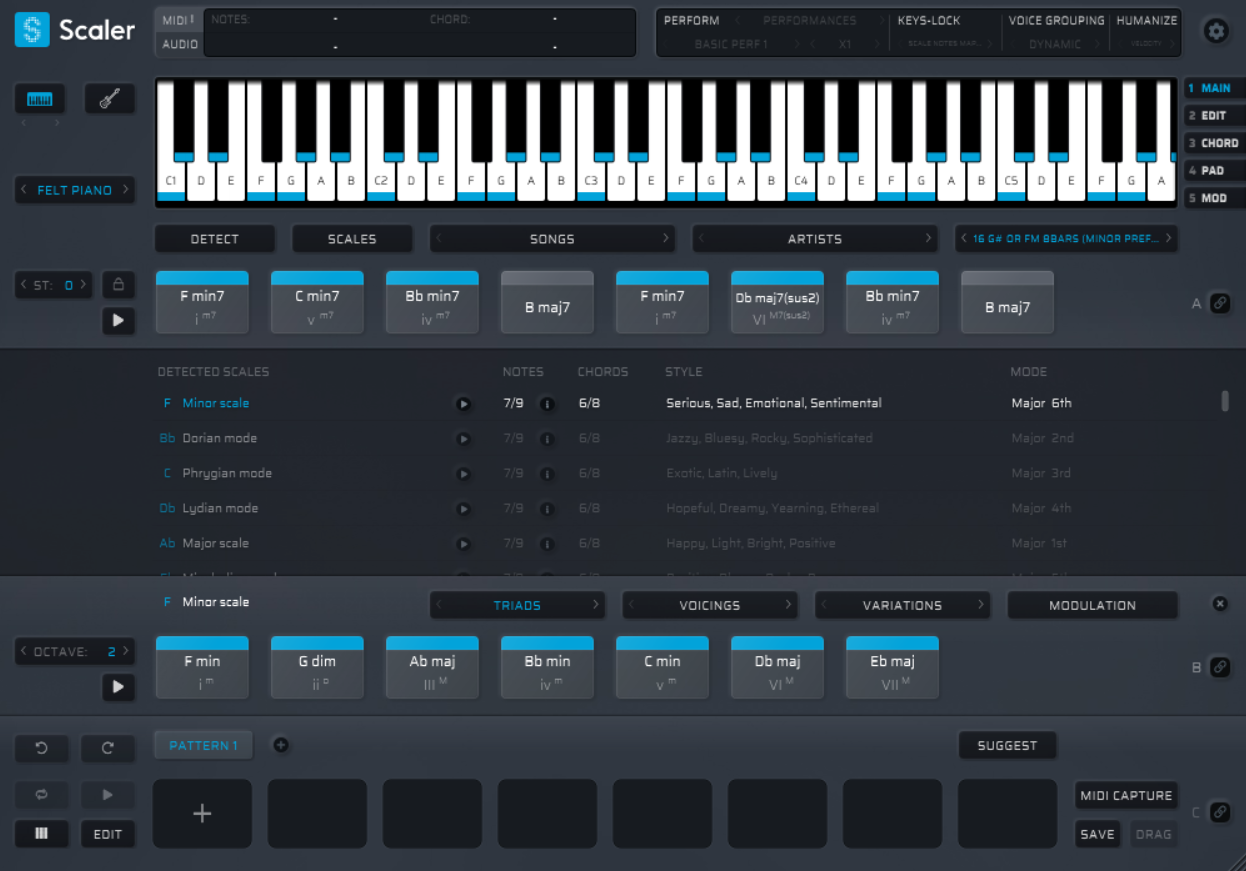 Scaler
MIDI NOTES: - CHORD: -
AUDIO - -
PERFORM PERFORMANCES KEYS-LOCK VOICE GROUPING HUMANIZE
BASIC PERF 1 X1 SCALE NOTES MAP... DYNAMIC VELOCITY
1 MAIN
2 EDIT
3 CHORD
4 PAD
5 MOD
C1 D E F G A B C2 D E F G A B C3 D E F G A B C4 D E F G A B C5 D E F G A
FELT PIANO
DETECT SCALES SONGS ARTISTS 16 G# OR FM BBARS (MINOR PREF...
ST: 0
F min7 C min7 Bb min7 B maj7 F min7 Db maj7(sus2) Bb min7 B maj7
i m7 v m7 iv m7 i m7 VI M7(sus2) iv m7
A
DETECTED SCALES NOTES CHORDS STYLE MODE
F Minor scale 7/9 i 6/8 Serious, Sad, Emotional, Sentimental Major 6th
Bb Dorian mode 7/9 i 6/8 Jazzy, Bluesy, Rocky, Sophisticated Major 2nd
C Phrygian mode 7/9 i 6/8 Exotic, Latin, Lively Major 3rd
Db Lydian mode 7/9 i 6/8 Hopeful, Dreamy, Yearning, Ethereal Major 4th
Ab Major scale 7/9 i 6/8 Happy, Light, Bright, Positive Major 1st
F Minor scale TRIADS VOICINGS VARIATIONS MODULATION
OCTAVE: 2
F min G dim Ab maj Bb min C min Db maj Eb maj
i m ii o III M iv m v m VI M VII M
B
PATTERN 1 SUGGEST
MIDI CAPTURE
C
EDIT SAVE DRAG